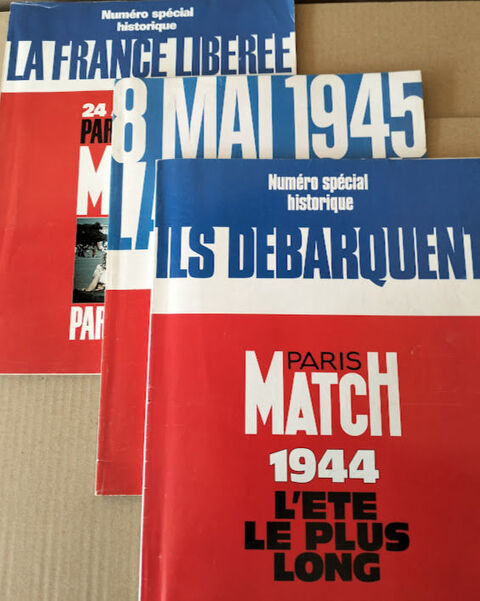 Numéro spécial
historique
LA FRANCE LIBEREE
24
PAR
M
PAR
8 MAI 1945
LA
Numéro spécial
historique
ILS DEBARQUENT
PARIS
MATCH
1944
L'ETE
LE PLUS
LONG